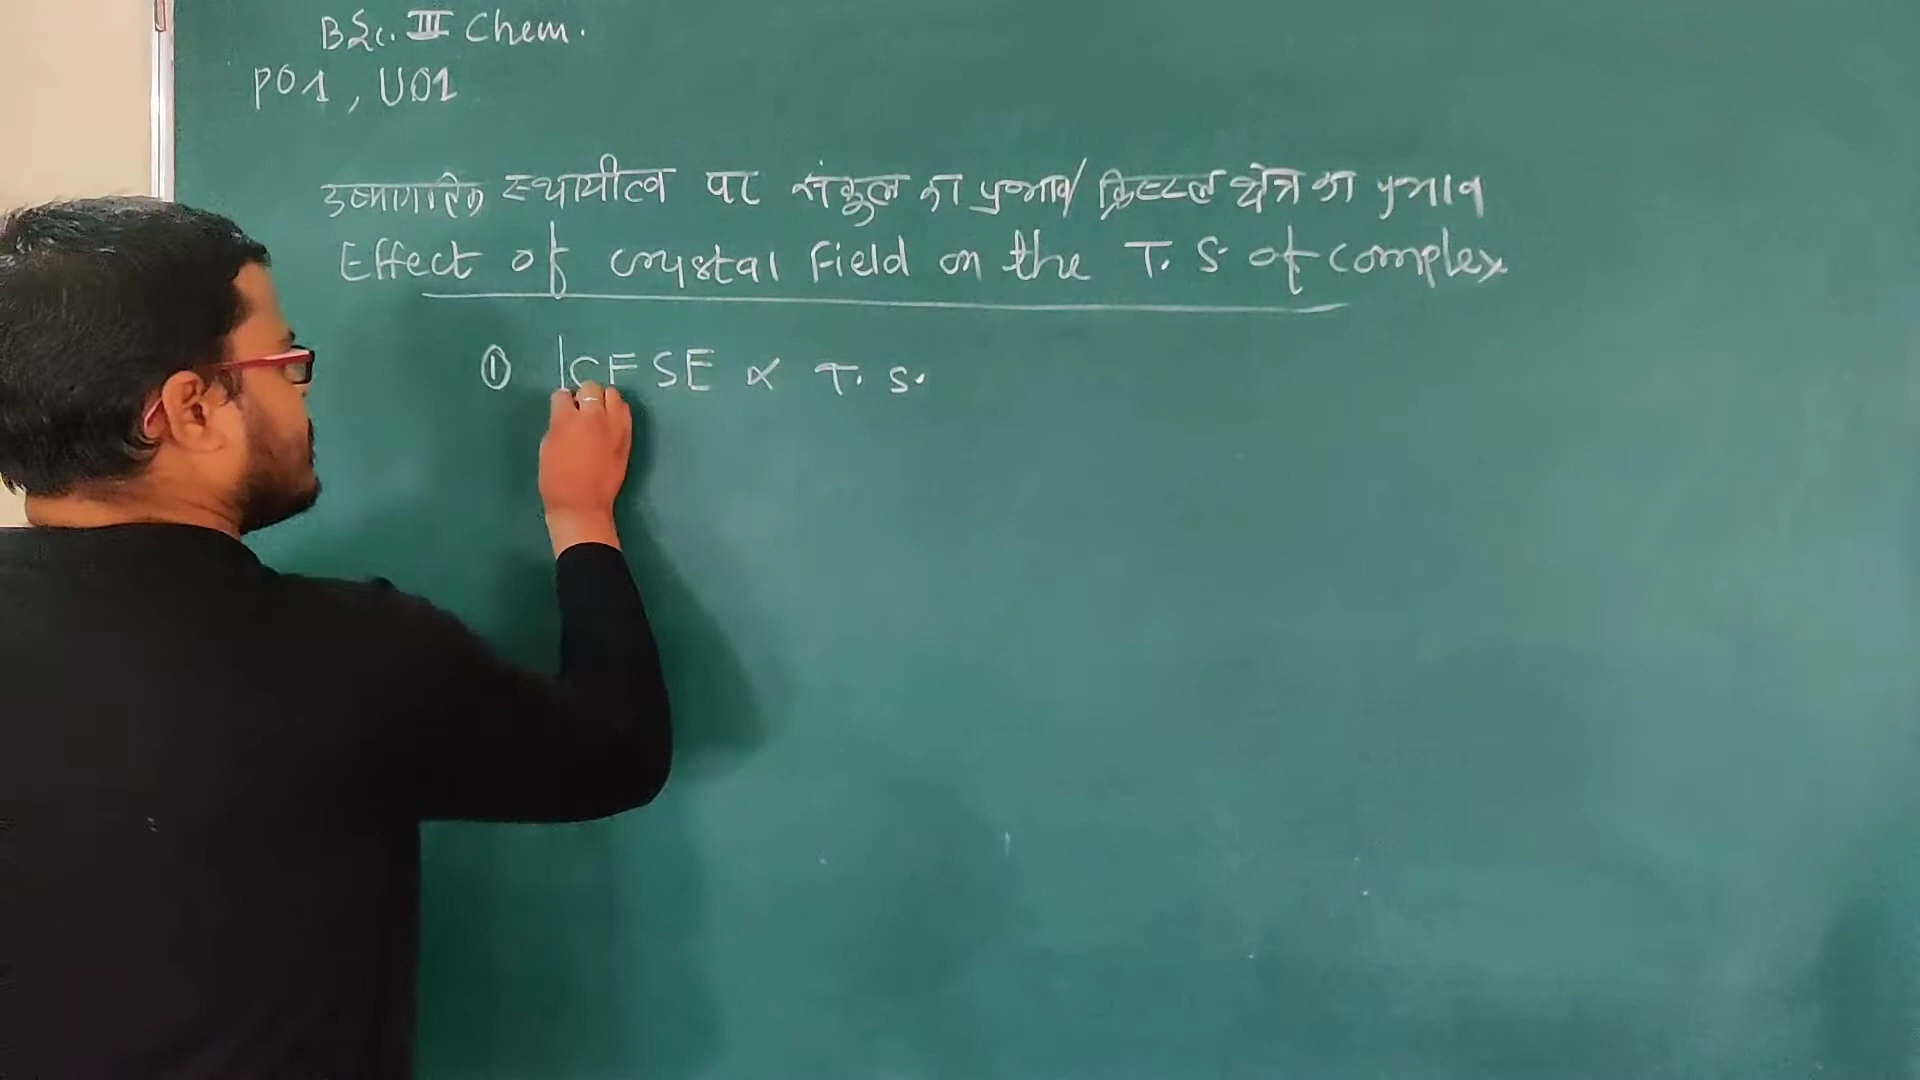 BSc. III Chem.
P01, U01
उष्मागतिक स्थायीत्व पर संकुल का प्रभाव/क्रिस्टल क्षेत्र का प्रभाव
Effect of crystal Field on the T. S. of complex
① CFSE ∝ T. S.